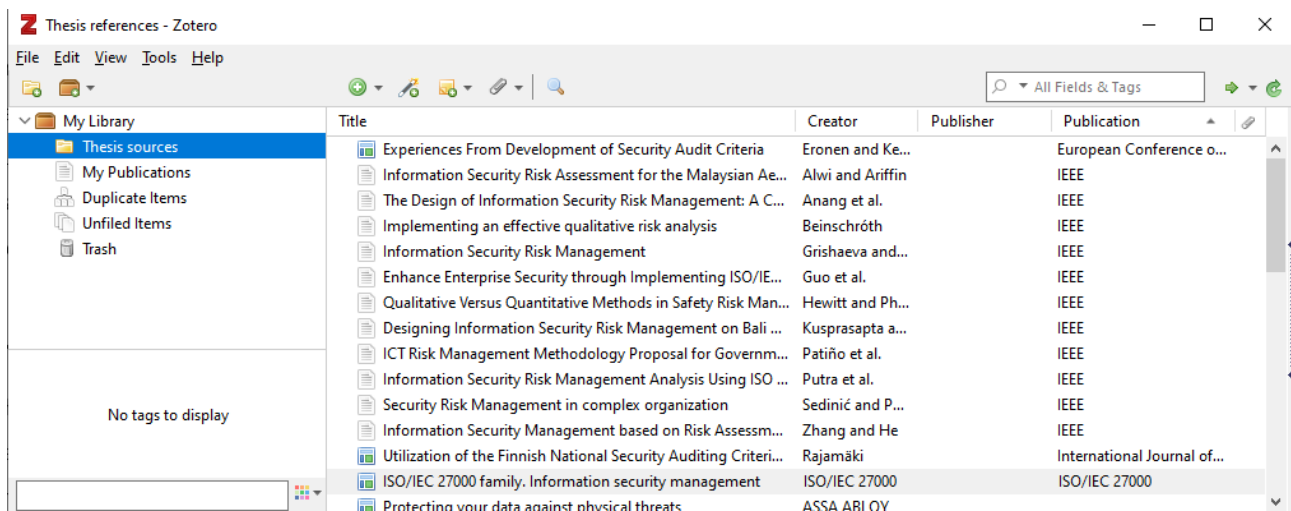 Thesis references - Zotero
File Edit View Tools Help
All Fields & Tags
My Library
Thesis sources
My Publications
Duplicate Items
Unfiled Items
Trash
No tags to display
Title Creator Publisher Publication
Experiences From Development of Security Audit Criteria Eronen and Ke... European Conference o...
Information Security Risk Assessment for the Malaysian Ae... Alwi and Ariffin IEEE
The Design of Information Security Risk Management: A C... Anang et al. IEEE
Implementing an effective qualitative risk analysis Beinschróth IEEE
Information Security Risk Management Grishaeva and... IEEE
Enhance Enterprise Security through Implementing ISO/IE... Guo et al. IEEE
Qualitative Versus Quantitative Methods in Safety Risk Man... Hewitt and Ph... IEEE
Designing Information Security Risk Management on Bali ... Kusprasapta a... IEEE
ICT Risk Management Methodology Proposal for Governm... Patiño et al. IEEE
Information Security Risk Management Analysis Using ISO ... Putra et al. IEEE
Security Risk Management in complex organization Sedinić and P... IEEE
Information Security Management based on Risk Assessm... Zhang and He IEEE
Utilization of the Finnish National Security Auditing Criteri... Rajamäki International Journal of...
ISO/IEC 27000 family. Information security management ISO/IEC 27000 ISO/IEC 27000
Protecting your data against physical threats ASSA ABLOY